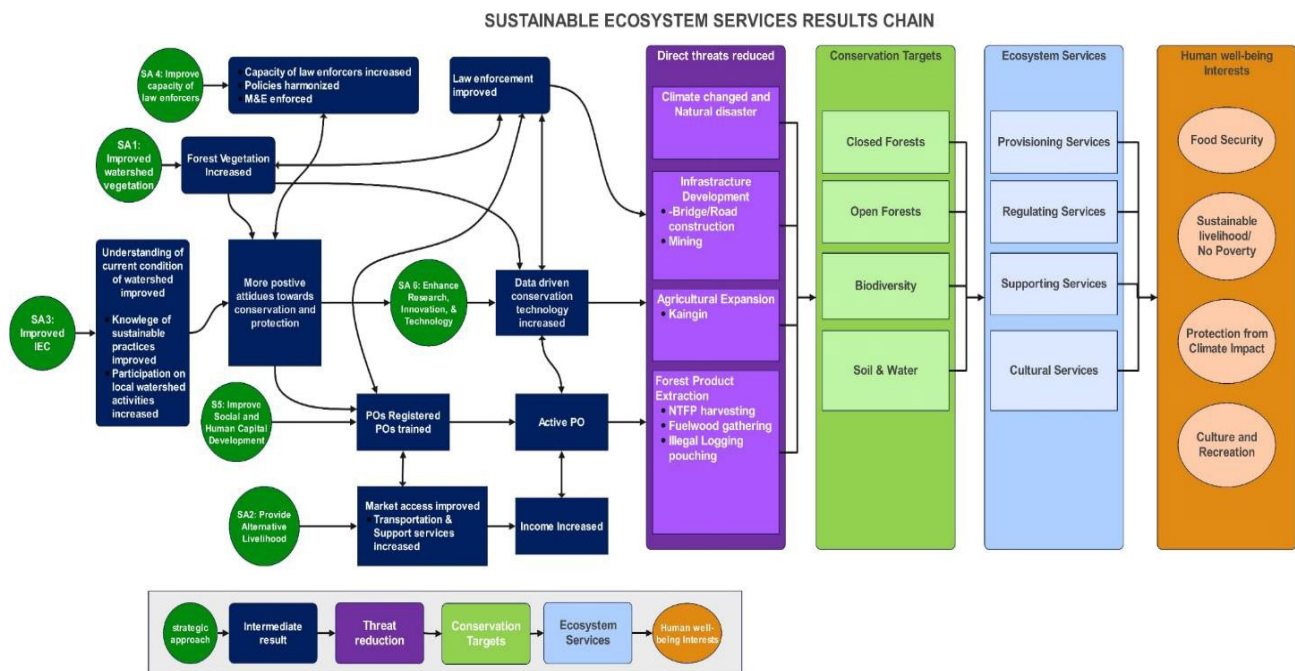 SUSTAINABLE ECOSYSTEM SERVICES RESULTS CHAIN
SA 4: Improve
capacity of
law enforcers
Capacity of law enforcers increased
Policies harmonized
M&E enforced
Law enforcement
improved
SA1:
Improved
watershed
vegetation
Forest Vegetation
Increased
Understanding of
current condition
of watershed
improved
Knowlege of
sustainable
practices
improved
Participation on
local watershed
activities
increased
SA3:
Improved
IEC
More postive
attidues towards
conservation and
protection
SA 6: Enhance
Research,
Innovation, &
Technology
Data driven
conservation
technology
increased
S5: Improve
Social and
Human Capital
Development
POs Registered
POs trained
Active PO
SA2: Provide
Alternative
Livelihood
Market access improved
Transportation &
Support services
increased
Income Increased
Direct threats reduced
Climate changed and
Natural disaster
Infrastracture
Development
-Bridge/Road
construction
Mining
Agricultural Expansion
Kaingin
Forest Product
Extraction
NTFP harvesting
Fuelwood gathering
Illegal Logging
pouching
Conservation Targets
Closed Forests
Open Forests
Biodiversity
Soil & Water
Ecosystem Services
Provisioning Services
Regulating Services
Supporting Services
Cultural Services
Human well-being
Interests
Food Security
Sustainable
livelihood/
No Poverty
Protection from
Climate Impact
Culture and
Recreation
strategic
approach
Intermediate
result
Threat
reduction
Conservation
Targets
Ecosystem
Services
Human well-
being Interests